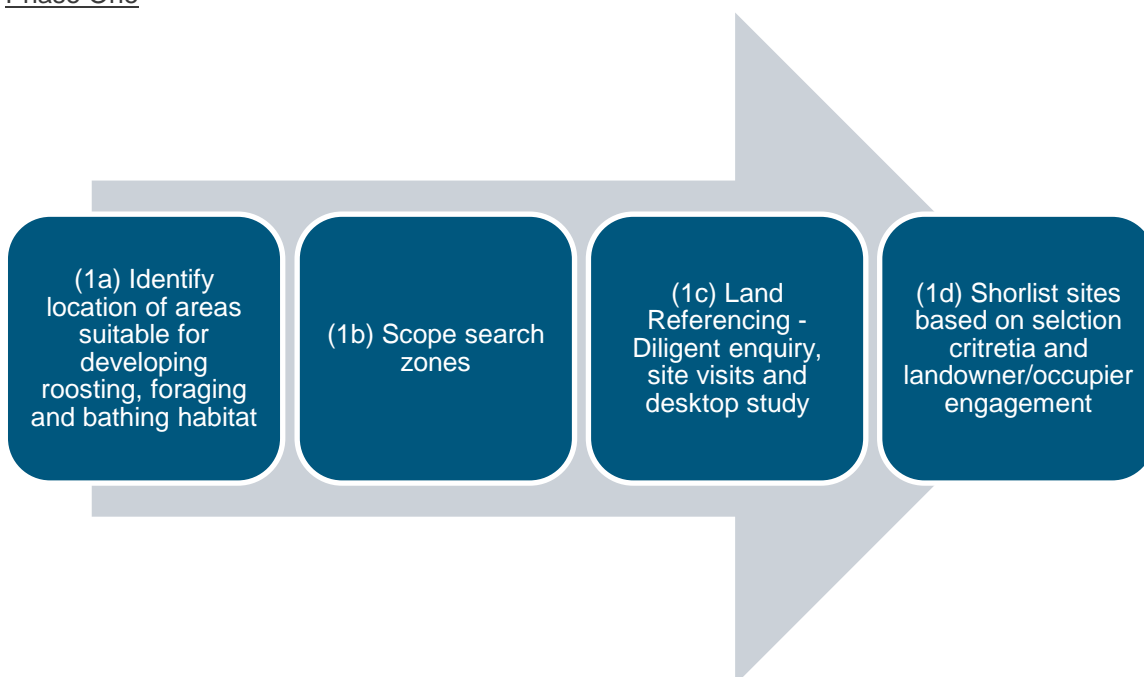 Phase One
(1a) Identify
location of areas
suitable for
developing
roosting, foraging
and bathing habitat
(1b) Scope search
zones
(1c) Land
Referencing -
Diligent enquiry,
site visits and
desktop study
(1d) Shorlist sites
based on selction
critretia and
landowner/occupier
engagement